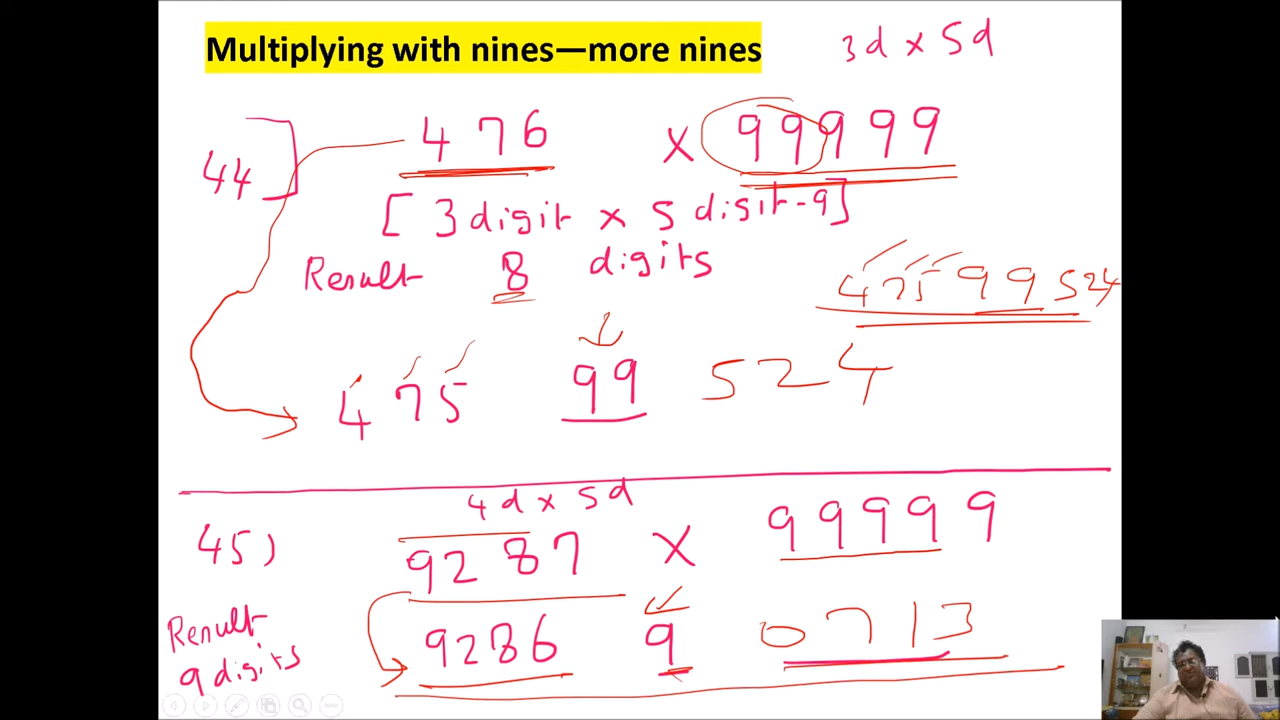 Multiplying with nines—more nines
3d x 5d
44
476 x 99999
[3 digit x 5 digit-9]
Result 8 digits
47599524
475 99 524
4d x 5d
45) 9287 x 99999
Result
9 digits
9286 9 0713